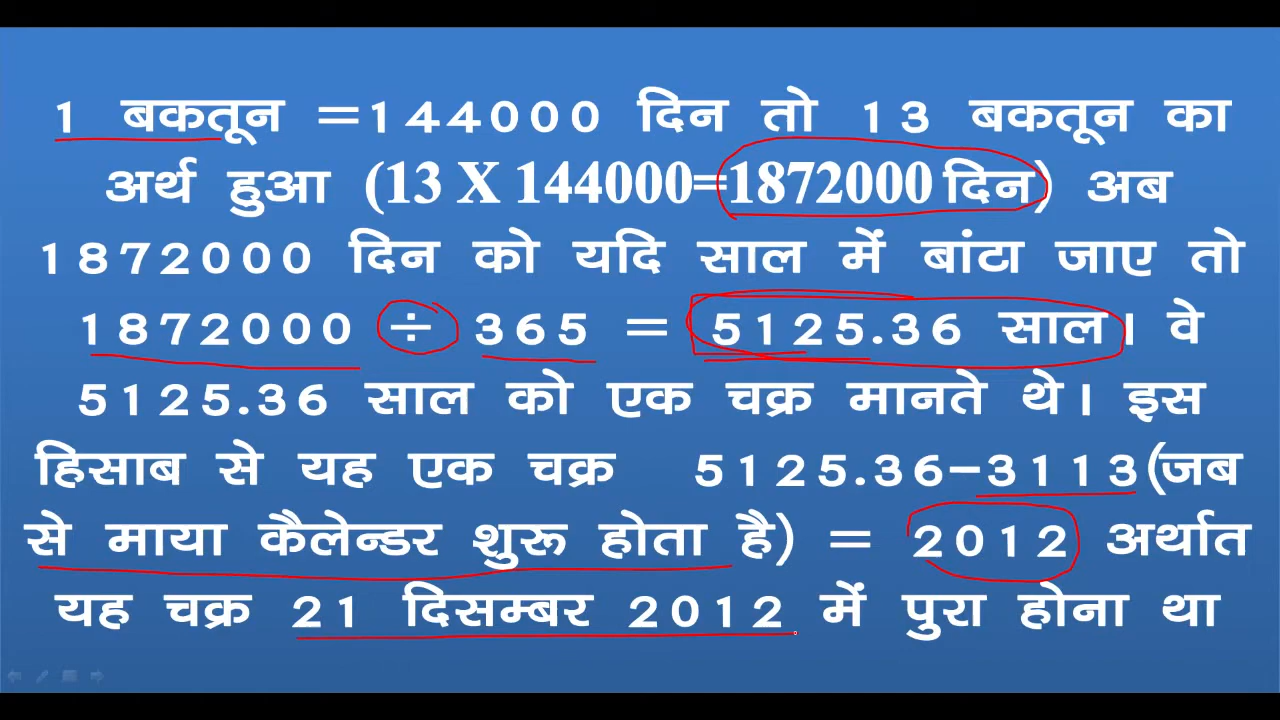 1 बकतून =144000 दिन तो 13 बकतून का
अर्थ हुआ (13 X 144000=1872000 दिन) अब
1872000 दिन को यदि साल में बांटा जाए तो
1872000 ÷ 365 = 5125.36 साल। वे
5125.36 साल को एक चक्र मानते थे। इस
हिसाब से यह एक चक्र 5125.36–3113(जब
से माया कैलेन्डर शुरू होता है) = 2012 अर्थात
यह चक्र 21 दिसम्बर 2012 में पुरा होना था